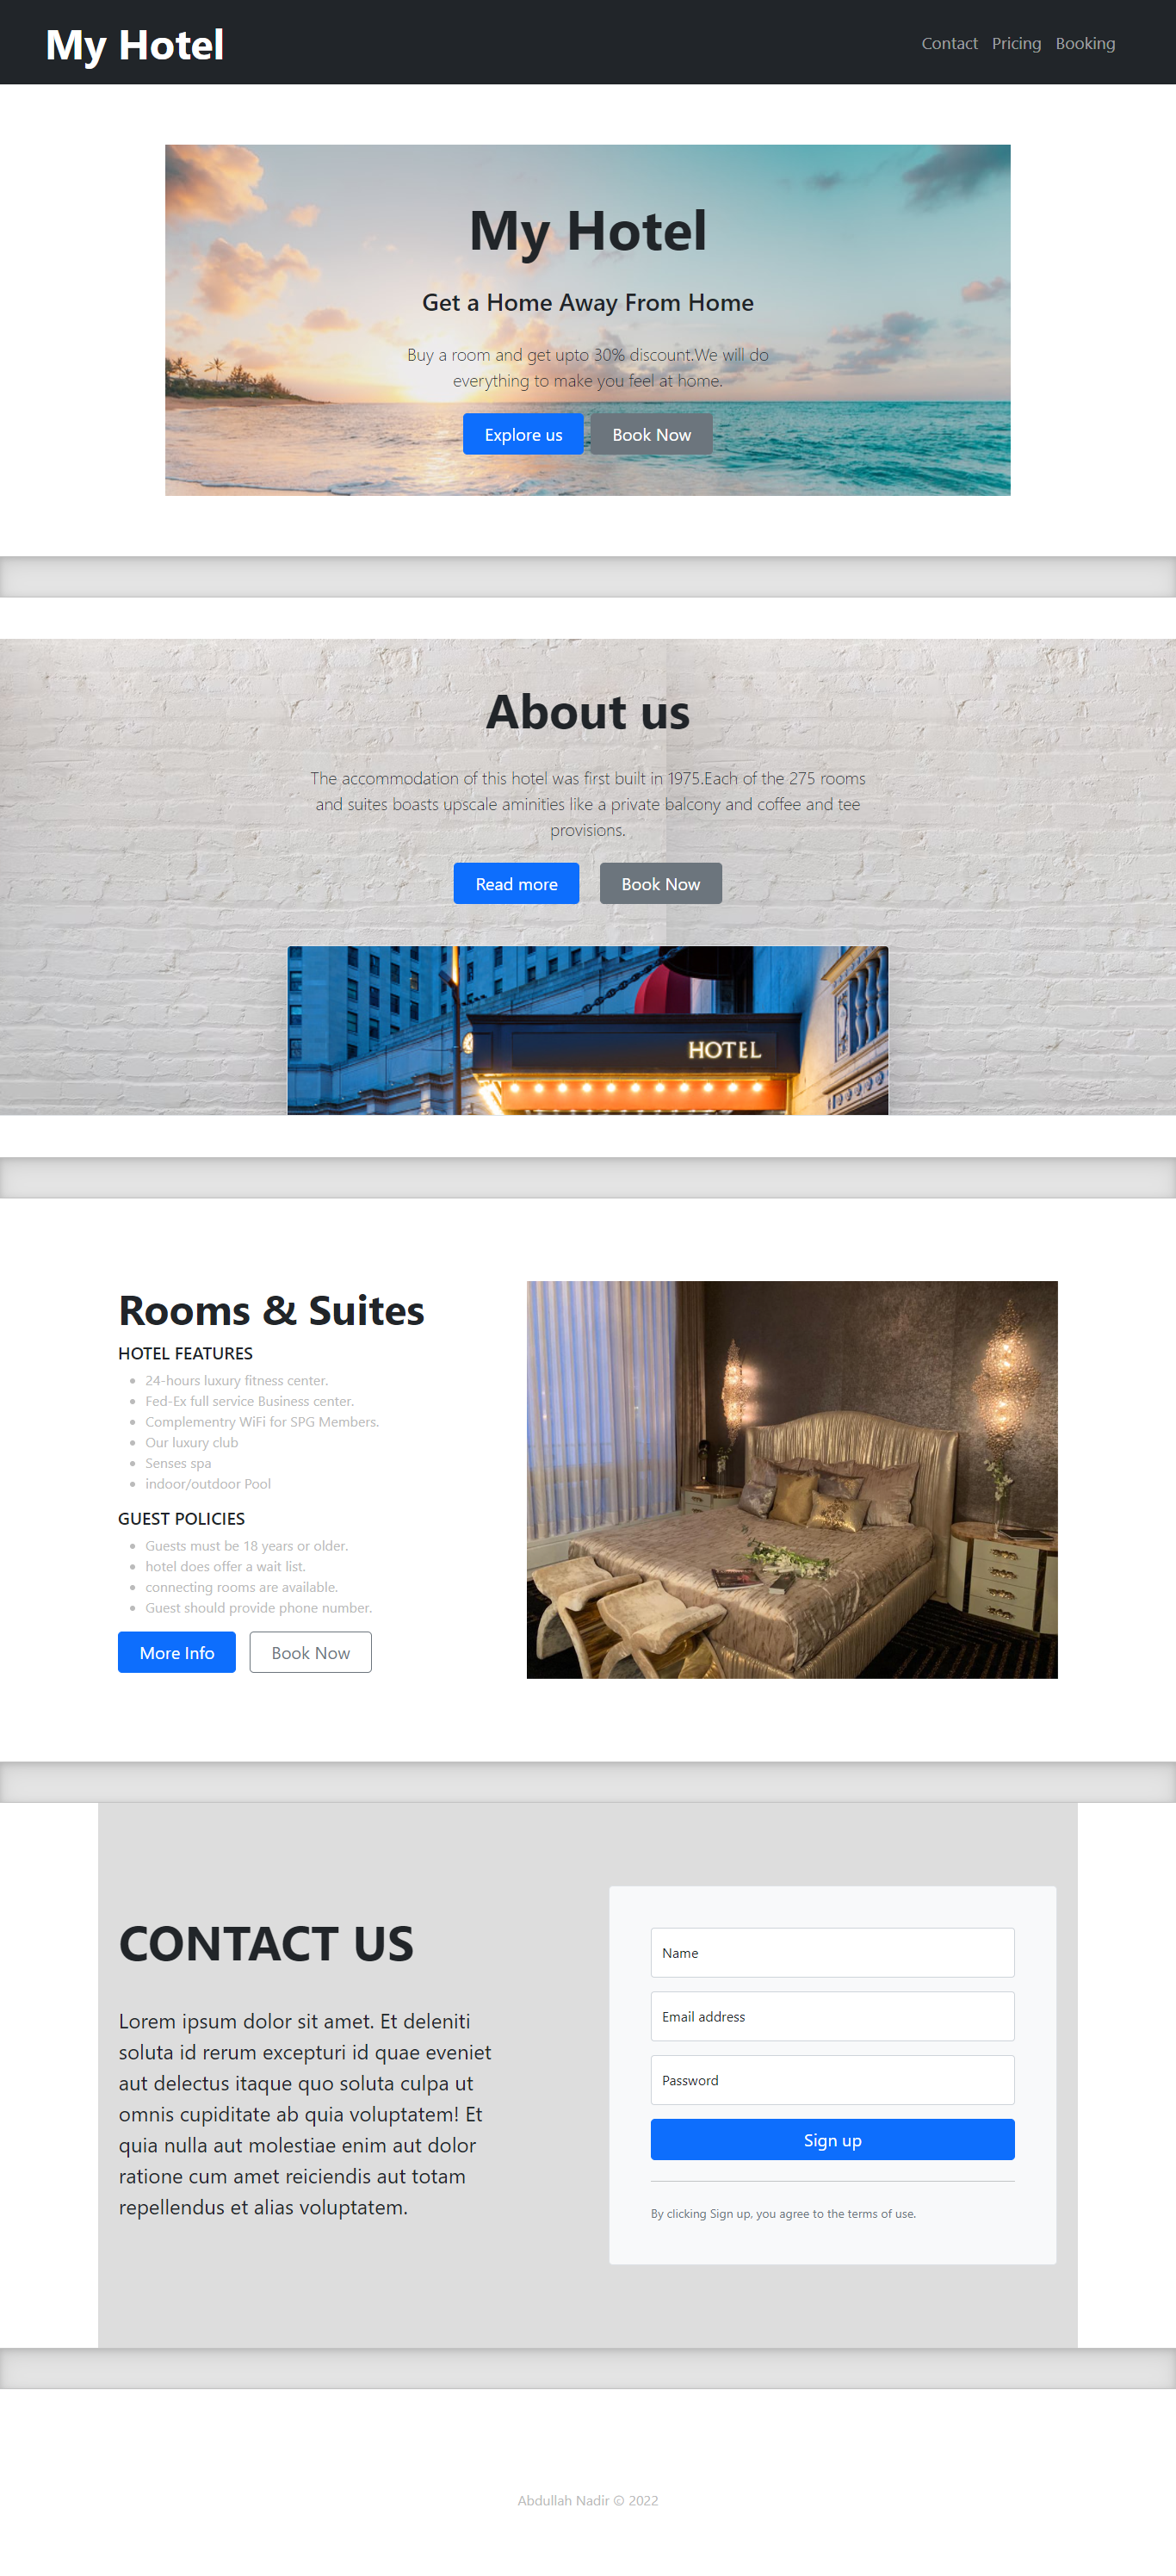 My Hotel
Contact Pricing Booking
My Hotel
Get a Home Away From Home
Buy a room and get upto 30% discount.We will do
everything to make you feel at home.
Explore us Book Now
About us
The accommodation of this hotel was first built in 1975.Each of the 275 rooms
and suites boasts upscale aminities like a private balcony and coffee and tee
provisions.
Read more Book Now
HOTEL
Rooms & Suites
HOTEL FEATURES
24-hours luxury fitness center.
Fed-Ex full service Business center.
Complementry WiFi for SPG Members.
Our luxury club
Senses spa
indoor/outdoor Pool
GUEST POLICIES
Guests must be 18 years or older.
hotel does offer a wait list.
connecting rooms are available.
Guest should provide phone number.
More Info Book Now
CONTACT US
Lorem ipsum dolor sit amet. Et deleniti
soluta id rerum excepturi id quae eveniet
aut delectus itaque quo soluta culpa ut
omnis cupiditate ab quia voluptatem! Et
quia nulla aut molestiae enim aut dolor
ratione cum amet reiciendis aut totam
repellendus et alias voluptatem.
Name
Email address
Password
Sign up
By clicking Sign up, you agree to the terms of use.
Abdullah Nadir © 2022